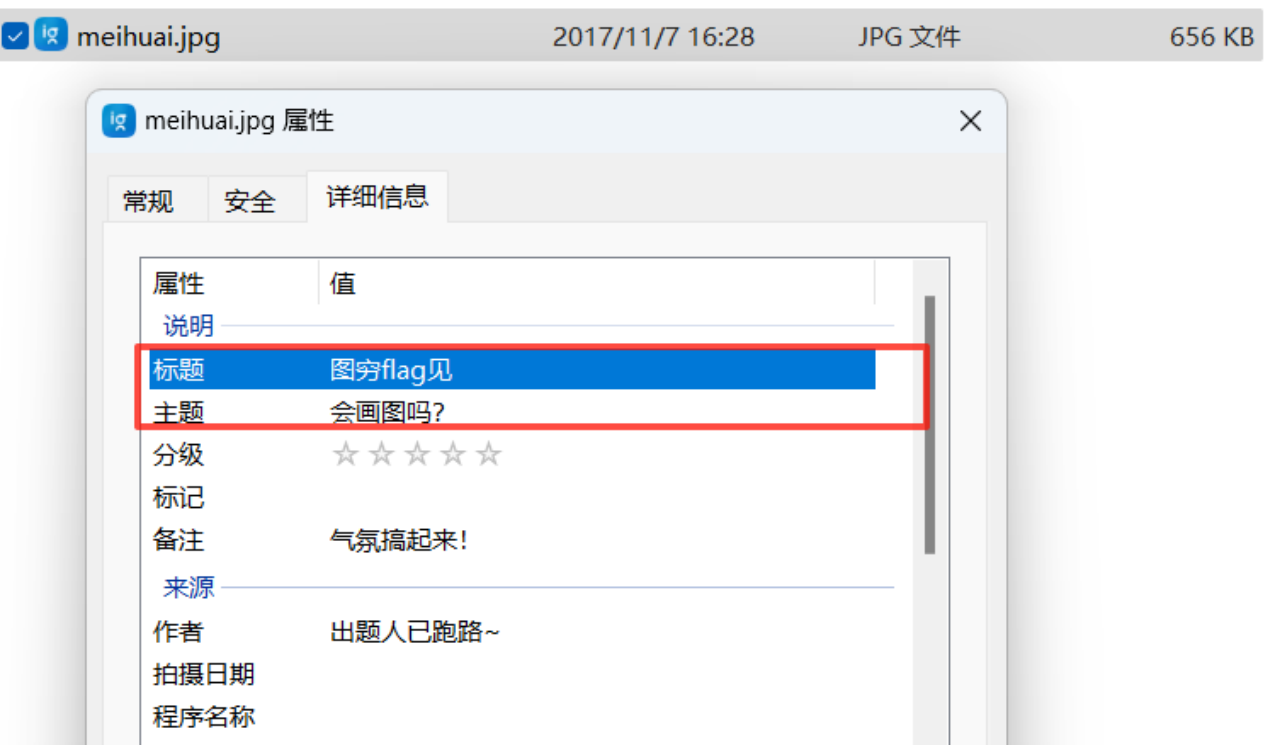 meihuai.jpg 2017/11/7 16:28 JPG 文件 656 KB
meihuai.jpg 属性
常规 安全 详细信息
属性 值
说明
标题 图穷flag见
主题 会画图吗?
分级
标记
备注 气氛搞起来!
来源
作者 出题人已跑路~
拍摄日期
程序名称